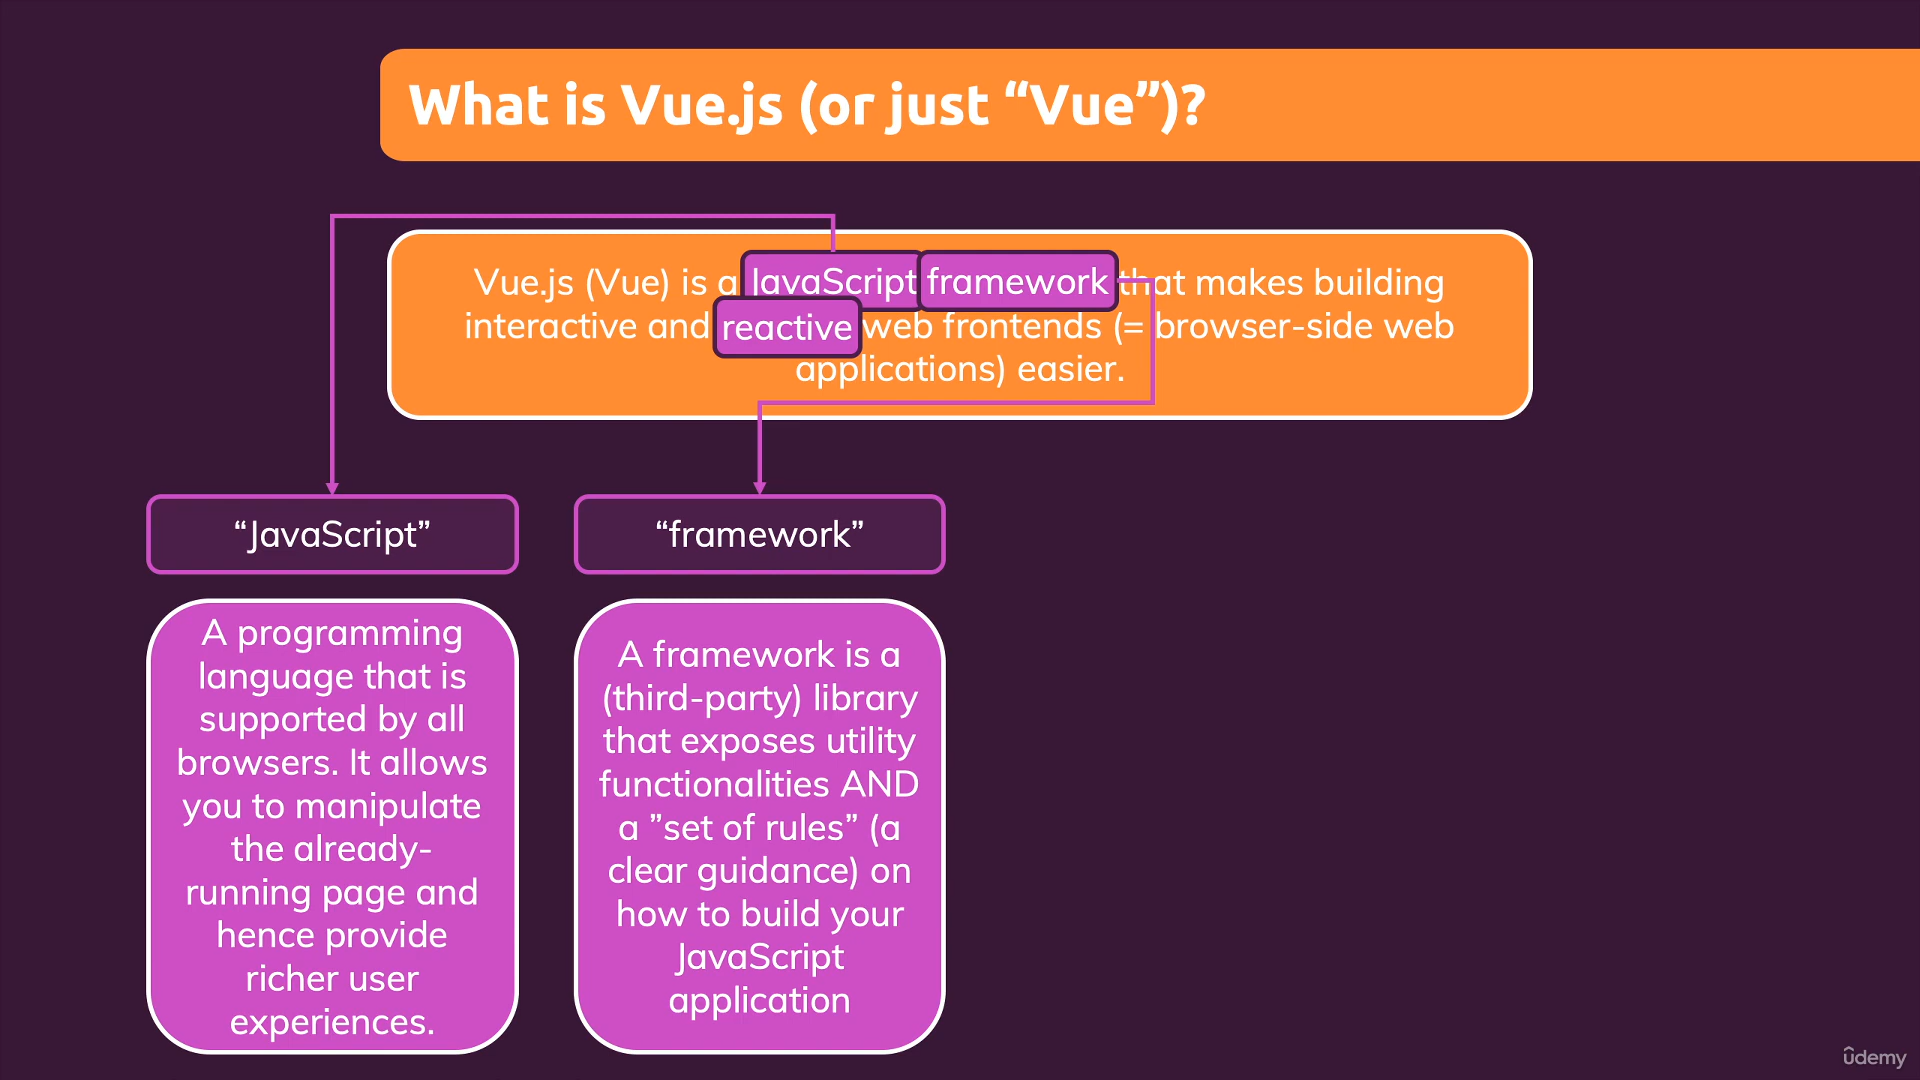 What is Vue.js (or just “Vue”)?
Vue.js (Vue) is a JavaScript framework that makes building
interactive and reactive web frontends (= browser-side web
applications) easier.
“JavaScript”
A programming
language that is
supported by all
browsers. It allows
you to manipulate
the already-
running page and
hence provide
richer user
experiences.
“framework”
A framework is a
(third-party) library
that exposes utility
functionalities AND
a ”set of rules” (a
clear guidance) on
how to build your
JavaScript
application
udemy